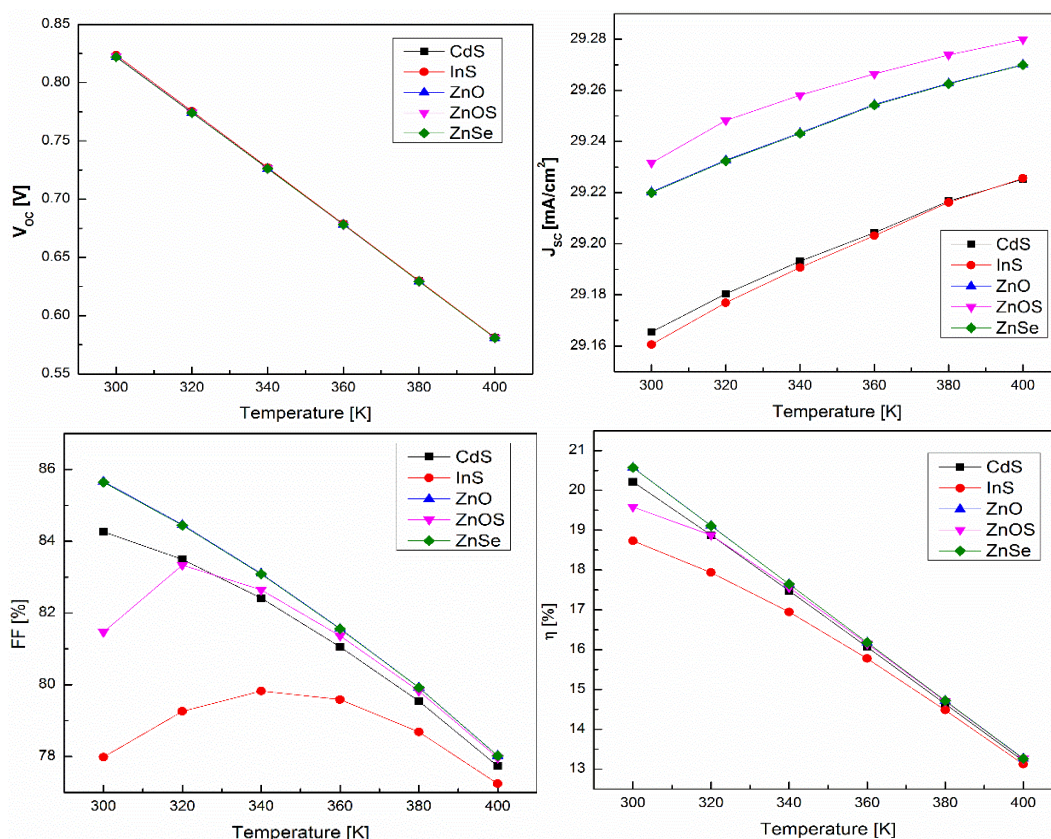 V_OC [V]
0.85
0.80
0.75
0.70
0.65
0.60
0.55
CdS
InS
ZnO
ZnOS
ZnSe
300 320 340 360 380 400
Temperature [K]
J_SC [mA/cm²]
29.28
29.26
29.24
29.22
29.20
29.18
29.16
CdS
InS
ZnO
ZnOS
ZnSe
300 320 340 360 380 400
Temperature [K]
FF [%]
86
84
82
80
78
CdS
InS
ZnO
ZnOS
ZnSe
300 320 340 360 380 400
Temperature [K]
η [%]
21
20
19
18
17
16
15
14
13
CdS
InS
ZnO
ZnOS
ZnSe
300 320 340 360 380 400
Temperature [K]